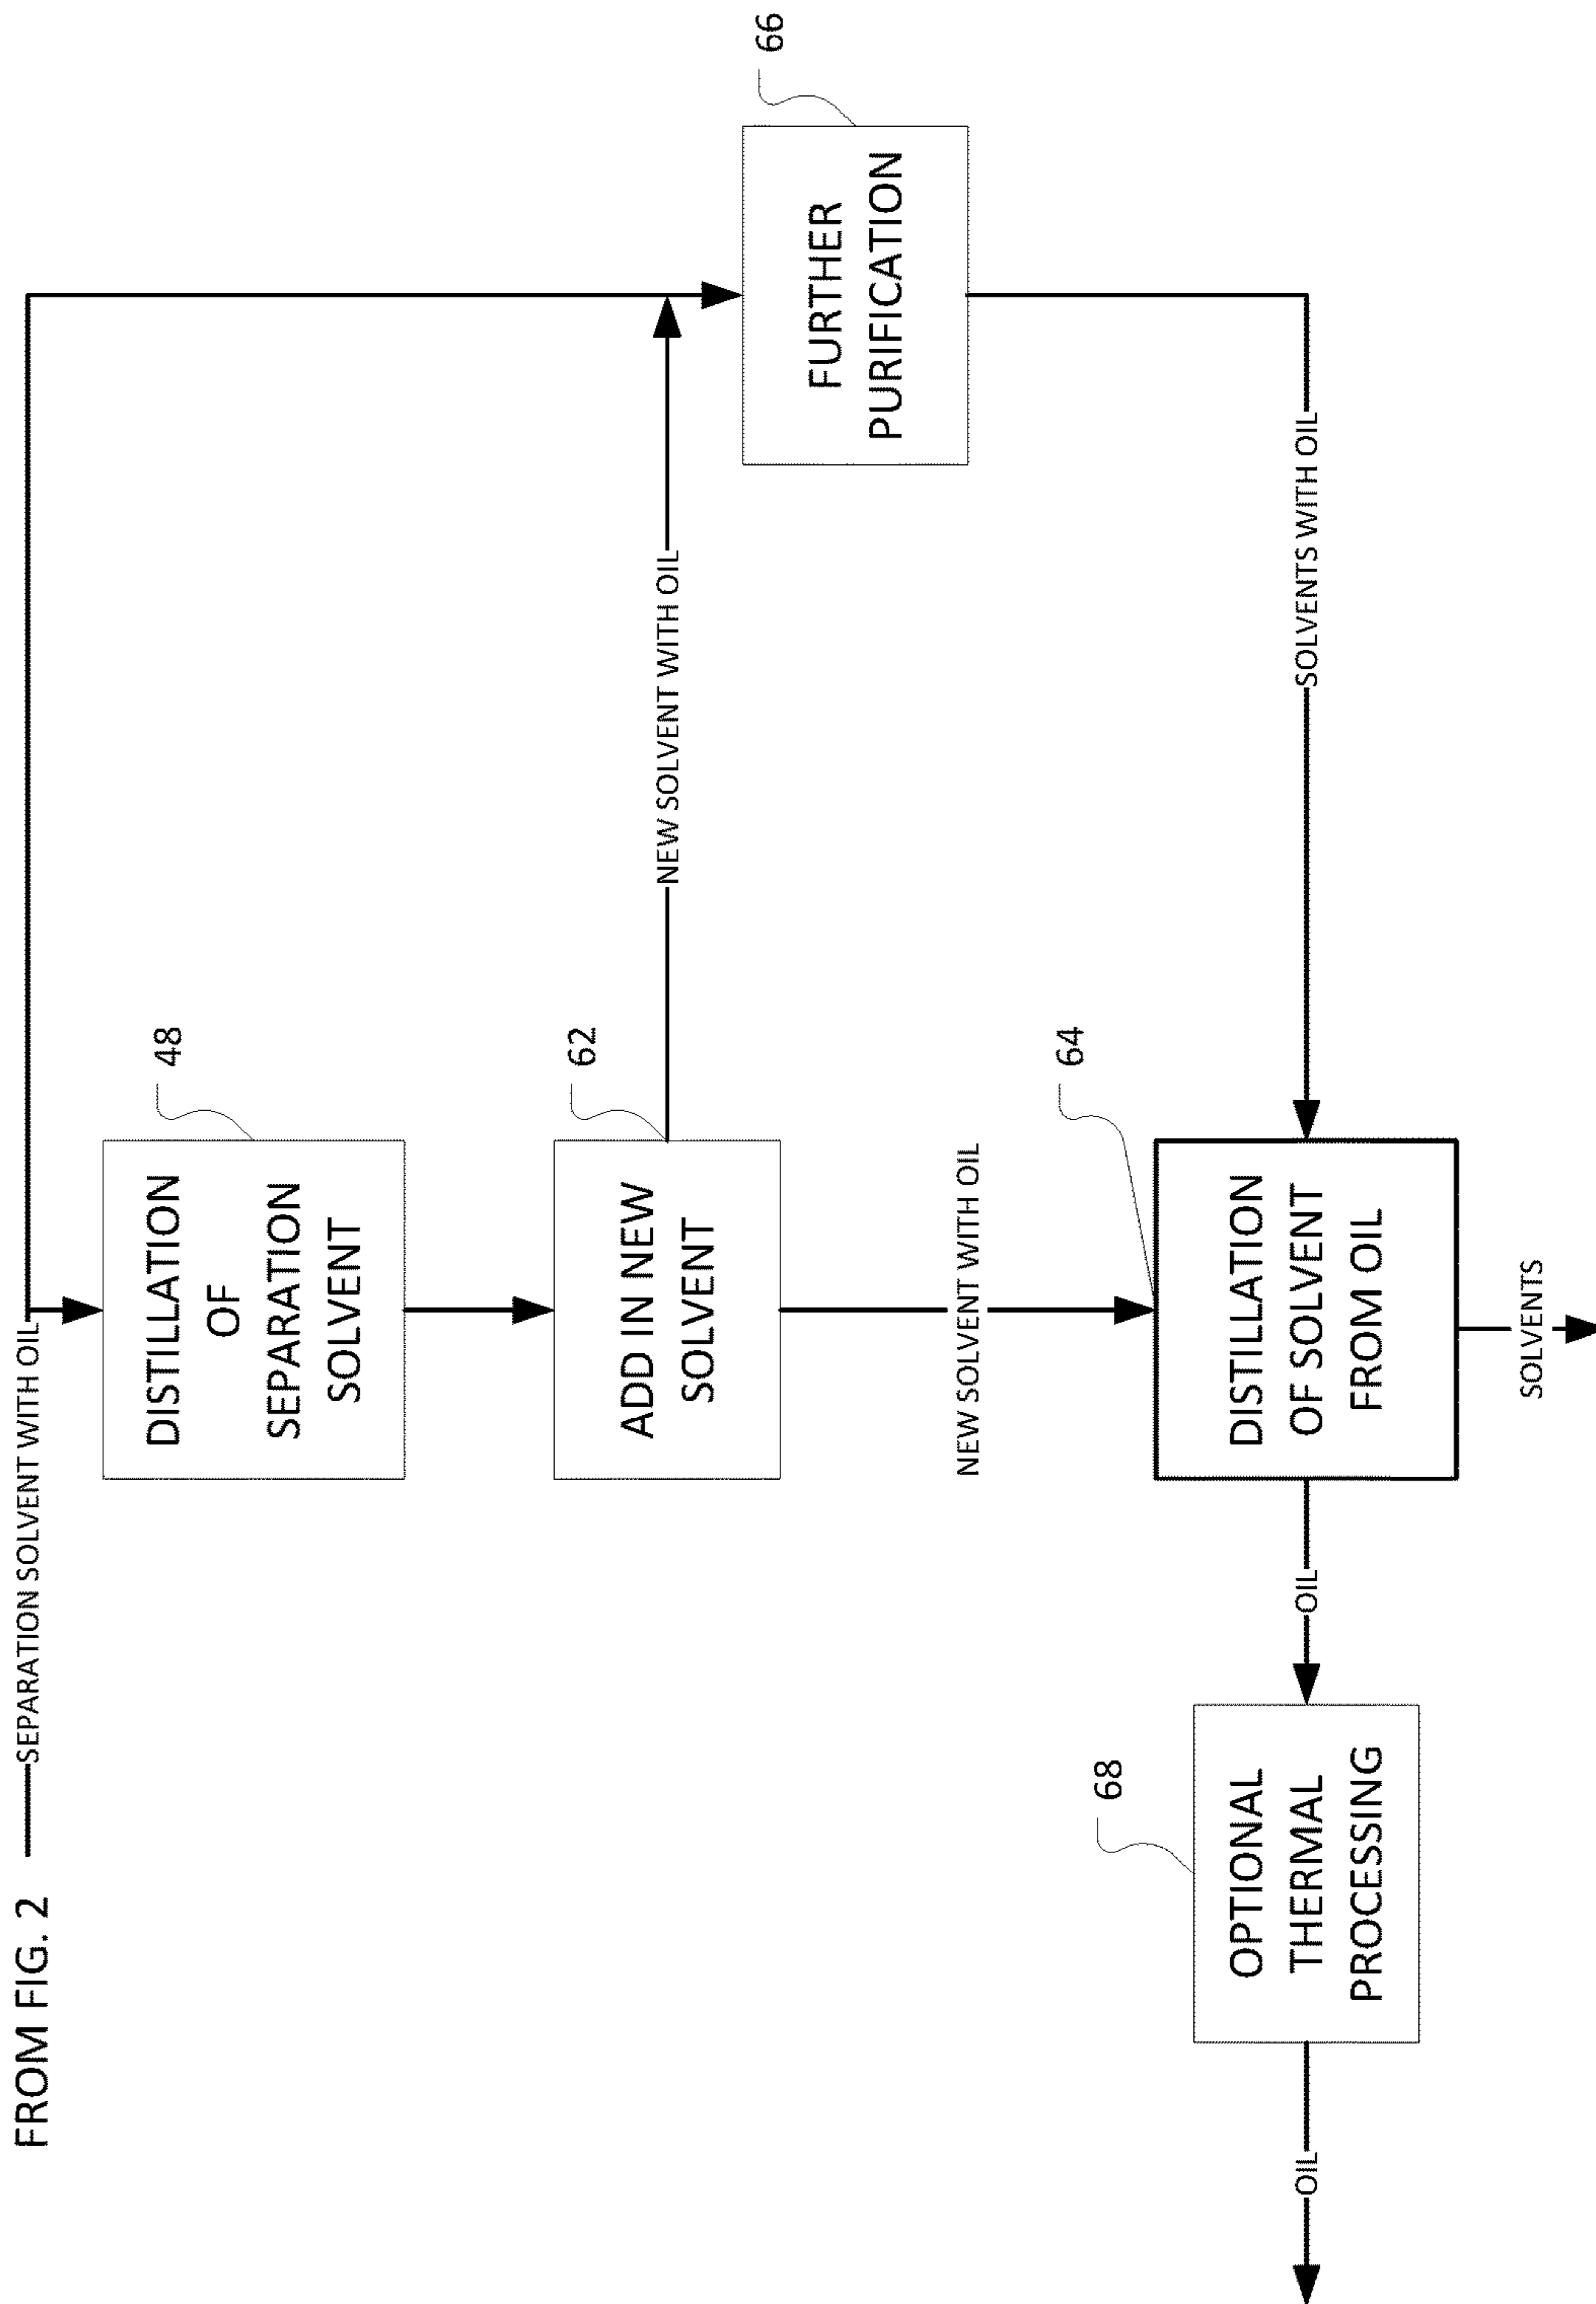 FROM FIG. 2
SEPARATION SOLVENT WITH OIL
DISTILLATION
OF
SEPARATION
SOLVENT
48
ADD IN NEW
SOLVENT
62
NEW SOLVENT WITH OIL
FURTHER
PURIFICATION
66
NEW SOLVENT WITH OIL
SOLVENTS WITH OIL
DISTILLATION
OF SOLVENT
FROM OIL
64
SOLVENTS
OIL
OPTIONAL
THERMAL
PROCESSING
68
OIL